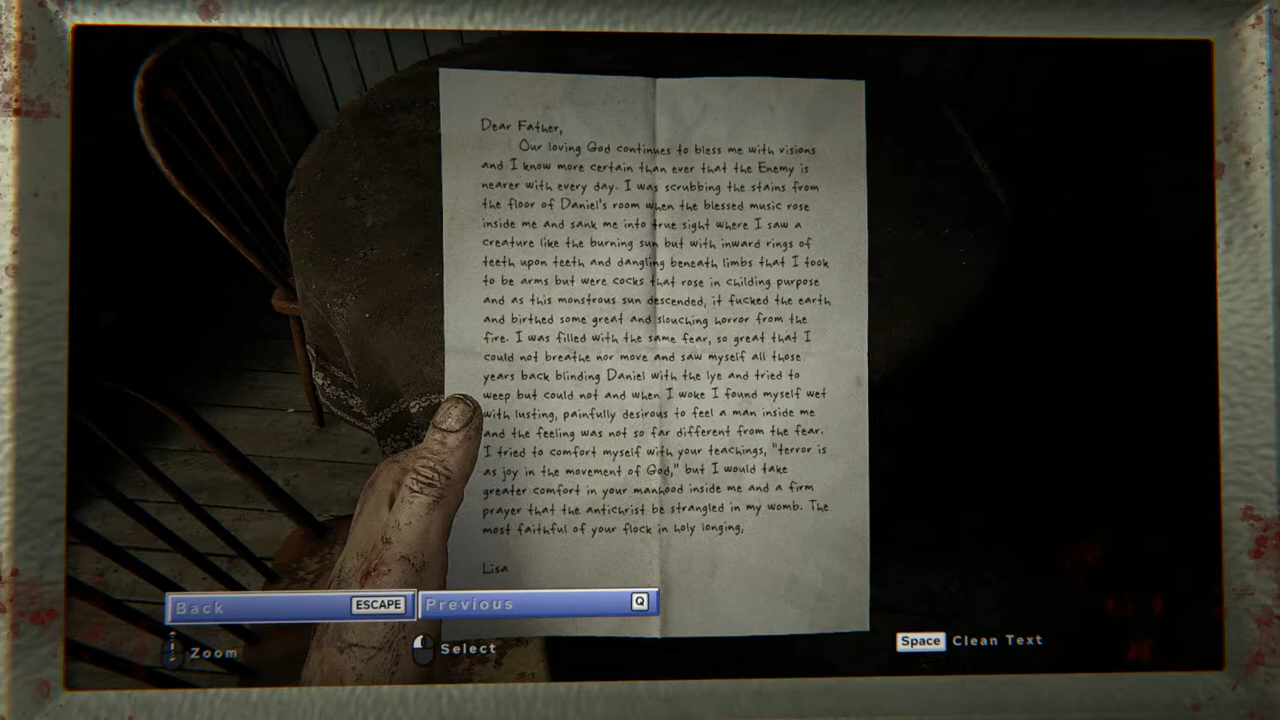 Dear Father,
Our loving God continues to bless me with visions
and I know more certain than ever that the Enemy is
nearer with every day. I was scrubbing the stains from
the floor of Daniel's room when the blessed music rose
inside me and sank me into true sight where I saw a
creature like the burning sun but with inward rings of
teeth upon teeth and dangling beneath limbs that I took
to be arms but were cocks that rose in childing purpose
and as this monstrous sun descended, it fucked the earth
and birthed some great and slouching horror from the
fire. I was filled with the same fear, so great that I
could not breathe nor move and saw myself all those
years back blinding Daniel with the lye and tried to
weep but could not and when I woke I found myself wet
with lusting, painfully desirous to feel a man inside me
and the feeling was not so far different from the fear.
I tried to comfort myself with your teachings, "terror is
as joy in the movement of God," but I would take
greater comfort in your manhood inside me and a firm
prayer that the antichrist be strangled in my womb. The
most faithful of your flock in holy longing,
Lisa
Back ESCAPE Previous Q
Zoom Select Space Clean Text